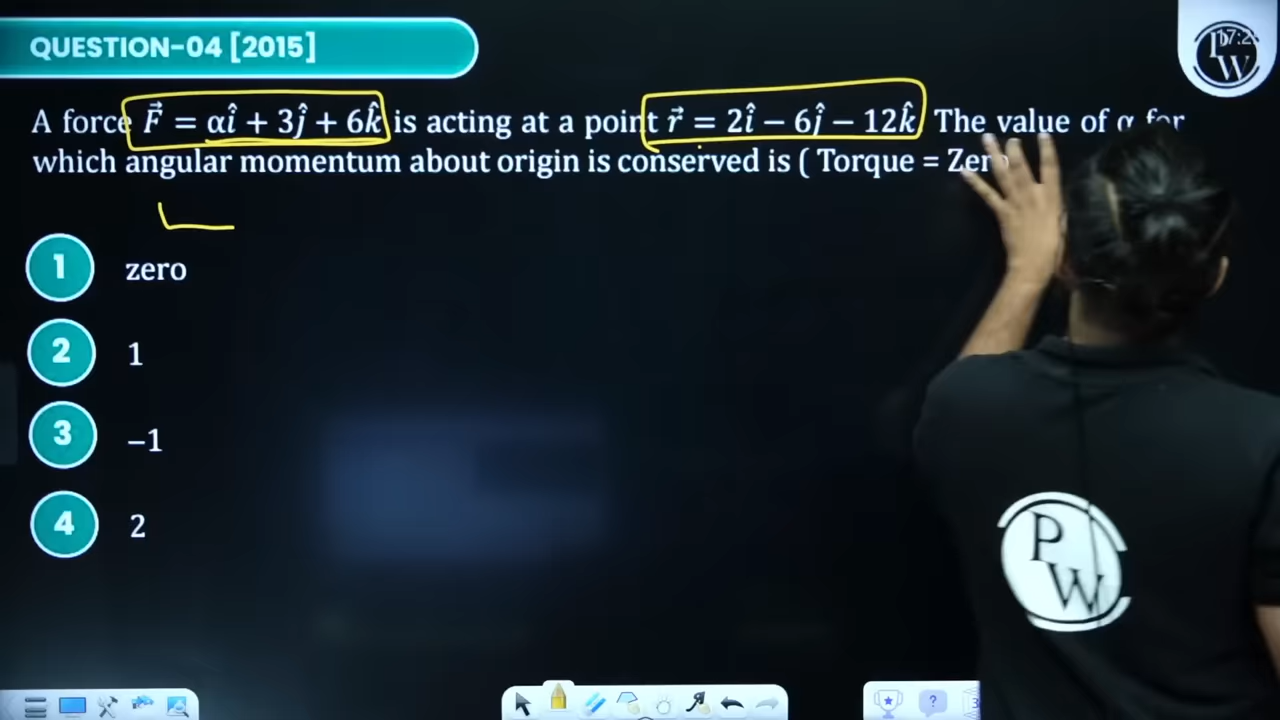 QUESTION-04 [2015]
A force F⃗ = αî + 3ĵ + 6k̂ is acting at a point r⃗ = 2î − 6ĵ − 12k̂ The value of α for
which angular momentum about origin is conserved is ( Torque =
1 zero
2 1
3 −1
4 2
P
W